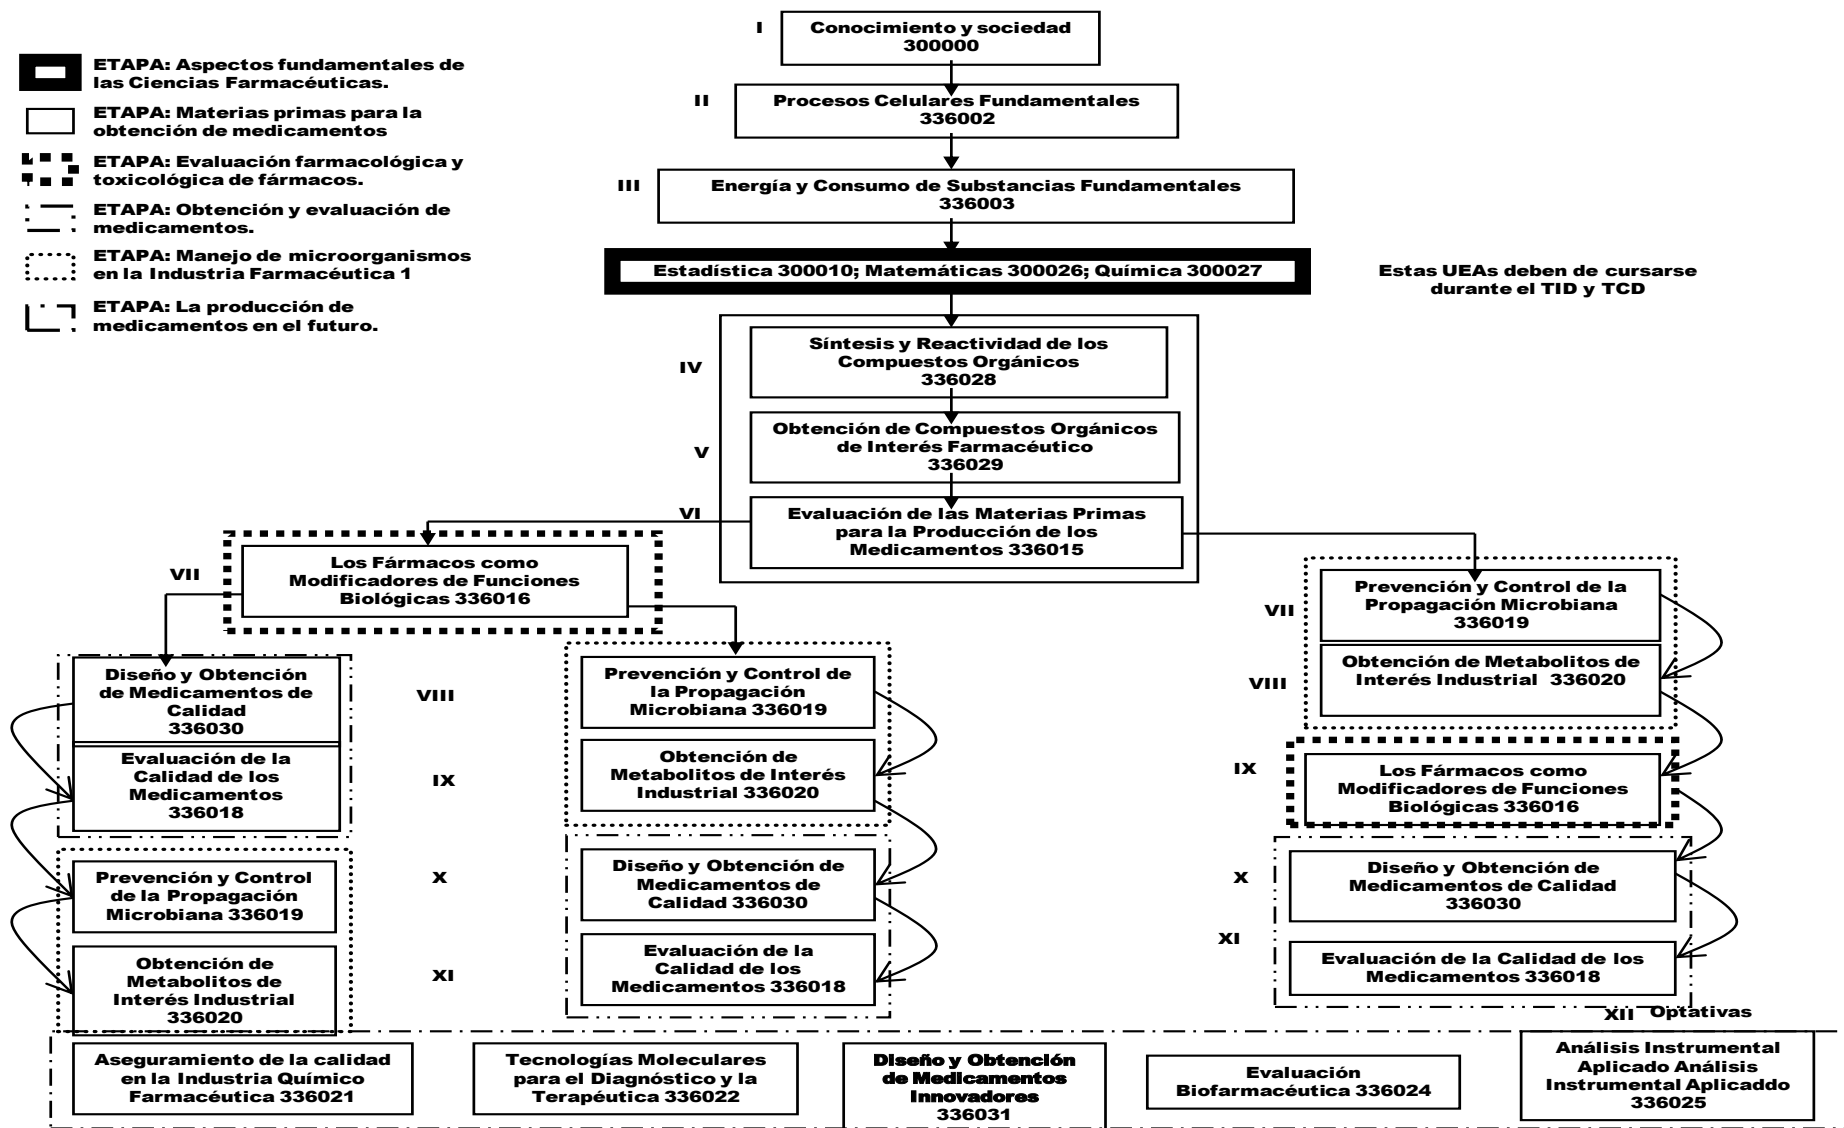 I
Conocimiento y sociedad
300000
ETAPA: Aspectos fundamentales de
las Ciencias Farmacéuticas.
ETAPA: Materias primas para la
obtención de medicamentos
ETAPA: Evaluación farmacológica y
toxicológica de fármacos.
ETAPA: Obtención y evaluación de
medicamentos.
ETAPA: Manejo de microorganismos
en la Industria Farmacéutica 1
ETAPA: La producción de
medicamentos en el futuro.
II
Procesos Celulares Fundamentales
336002
III
Energía y Consumo de Substancias Fundamentales
336003
Estadística 300010; Matemáticas 300026; Química 300027
Estas UEAs deben de cursarse
durante el TID y TCD
IV
Síntesis y Reactividad de los
Compuestos Orgánicos
336028
V
Obtención de Compuestos Orgánicos
de Interés Farmacéutico
336029
VI
Evaluación de las Materias Primas
para la Producción de los
Medicamentos 336015
VII
Los Fármacos como
Modificadores de Funciones
Biológicas 336016
Diseño y Obtención
de Medicamentos de
Calidad
336030
Evaluación de la
Calidad de los
Medicamentos
336018
Prevención y Control
de la Propagación
Microbiana 336019
Obtención de
Metabolitos de
Interés Industrial
336020
VIII
IX
X
XI
Prevención y Control de
la Propagación
Microbiana 336019
Obtención de
Metabolitos de Interés
Industrial 336020
Diseño y Obtención de
Medicamentos de
Calidad 336030
Evaluación de la
Calidad de los
Medicamentos 336018
VII
Prevención y Control de la
Propagación Microbiana
336019
VIII
Obtención de Metabolitos de
Interés Industrial 336020
IX
Los Fármacos como
Modificadores de Funciones
Biológicas 336016
X
Diseño y Obtención de
Medicamentos de Calidad
336030
XI
Evaluación de la Calidad de los
Medicamentos 336018
XII Optativas
Aseguramiento de la calidad
en la Industria Químico
Farmacéutica 336021
Tecnologías Moleculares
para el Diagnóstico y la
Terapéutica 336022
Diseño y Obtención
de Medicamentos
Innovadores
336031
Evaluación
Biofarmacéutica 336024
Análisis Instrumental
Aplicado Análisis
Instrumental Aplicaddo
336025